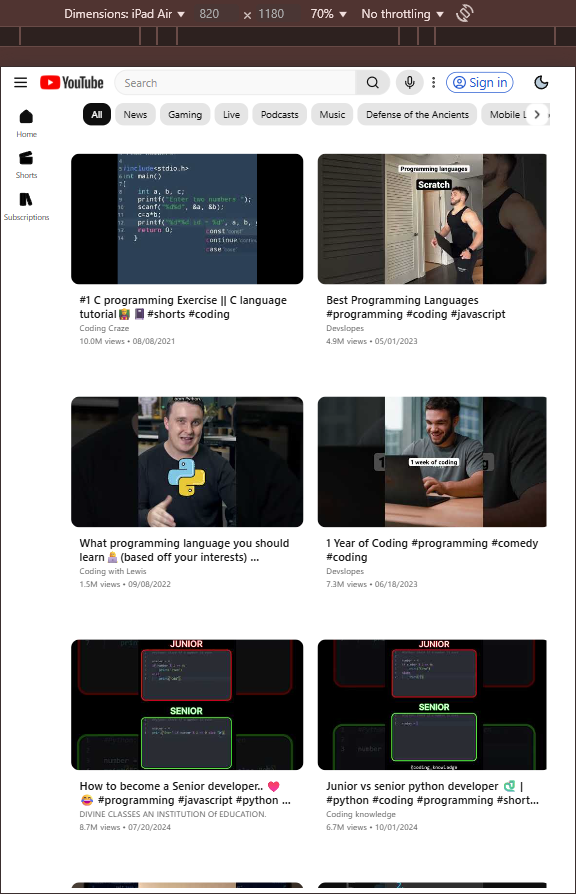 Dimensions: iPad Air 820 × 1180 70% No throttling
YouTube Search Sign in
All News Gaming Live Podcasts Music Defense of the Ancients Mobile L
Home
Shorts
Subscriptions
include<stdio.h>
int main()
{
int a, b, c;
printf("Enter two numbers ");
scanf("%d%d", &a, &b);
c=a*b;
return 0;
}
const
continue
case
Programming languages
Scratch
#1 C programming Exercise || C language
tutorial👩‍🏫 📓 #shorts #coding
Coding Craze
10.0M views • 08/08/2021
Best Programming Languages
#programming #coding #javascript
Devslopes
4.9M views • 05/01/2023
1 week of coding
What programming language you should
learn🤷 (based off your interests) ...
Coding with Lewis
1.5M views • 09/08/2022
1 Year of Coding #programming #comedy
#coding
Devslopes
7.3M views • 06/18/2023
JUNIOR
SENIOR
JUNIOR
SENIOR
@coding_knowladge
How to become a Senior developer.. ❤️
😂 #programming #javascript #python ...
DIVINE CLASSES AN INSTITUTION Of EDUCATION.
8.7M views • 07/20/2024
Junior vs senior python developer 🐍 |
#python #coding #programming #short...
Coding knowledge
6.7M views • 10/01/2024